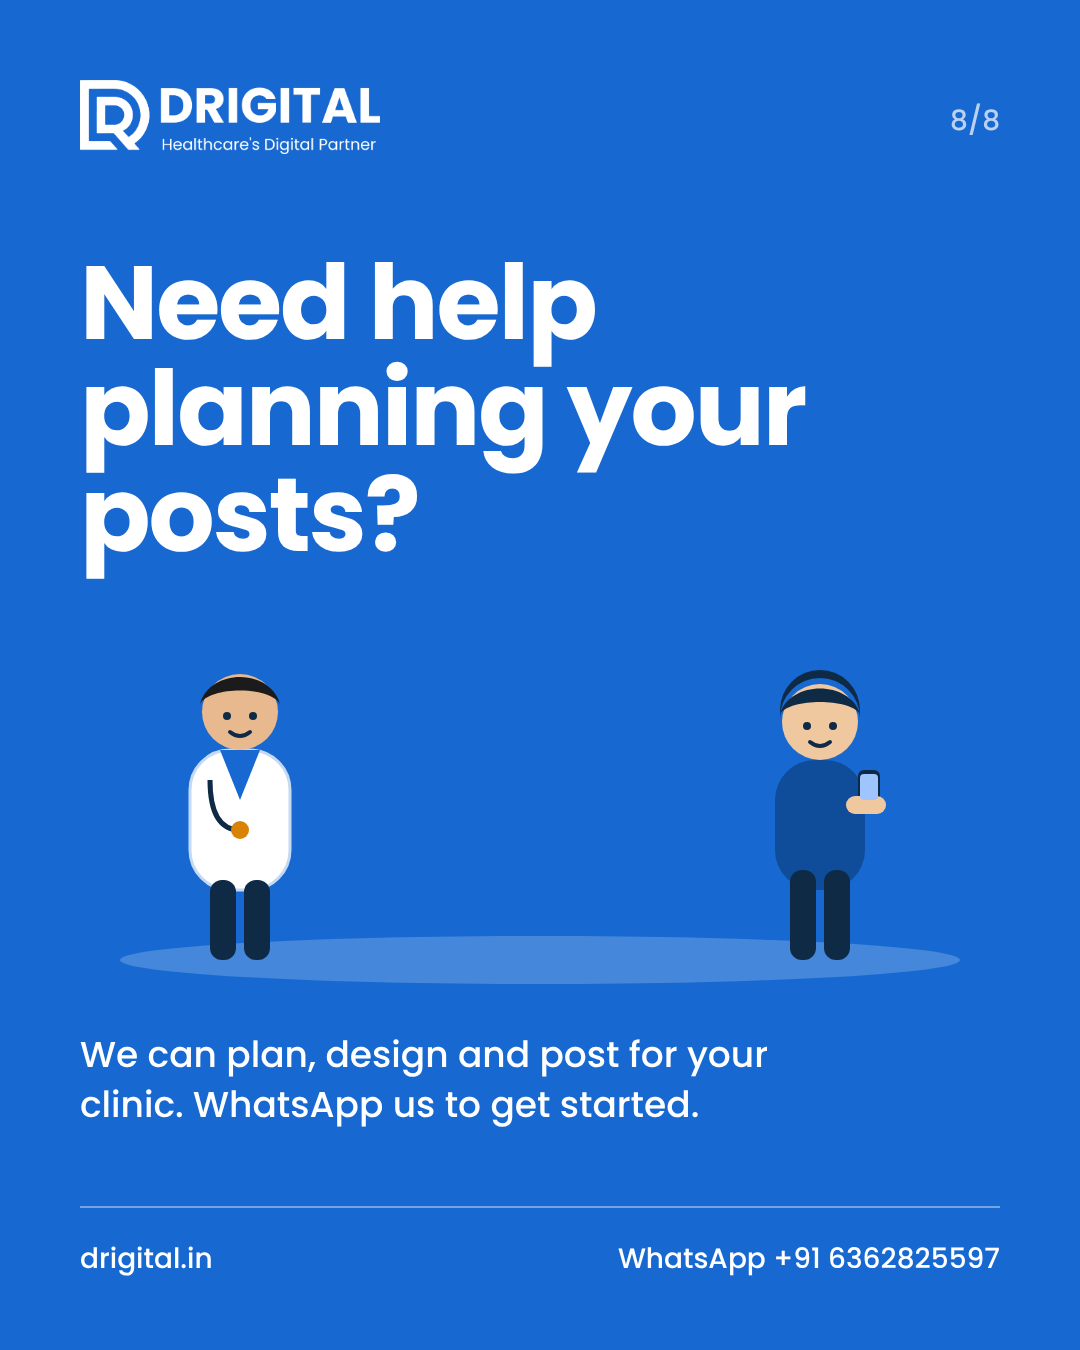 DRIGITAL
Healthcare's Digital Partner
8/8
Need help
planning your
posts?
We can plan, design and post for your
clinic. WhatsApp us to get started.
drigital.in
WhatsApp +91 6362825597